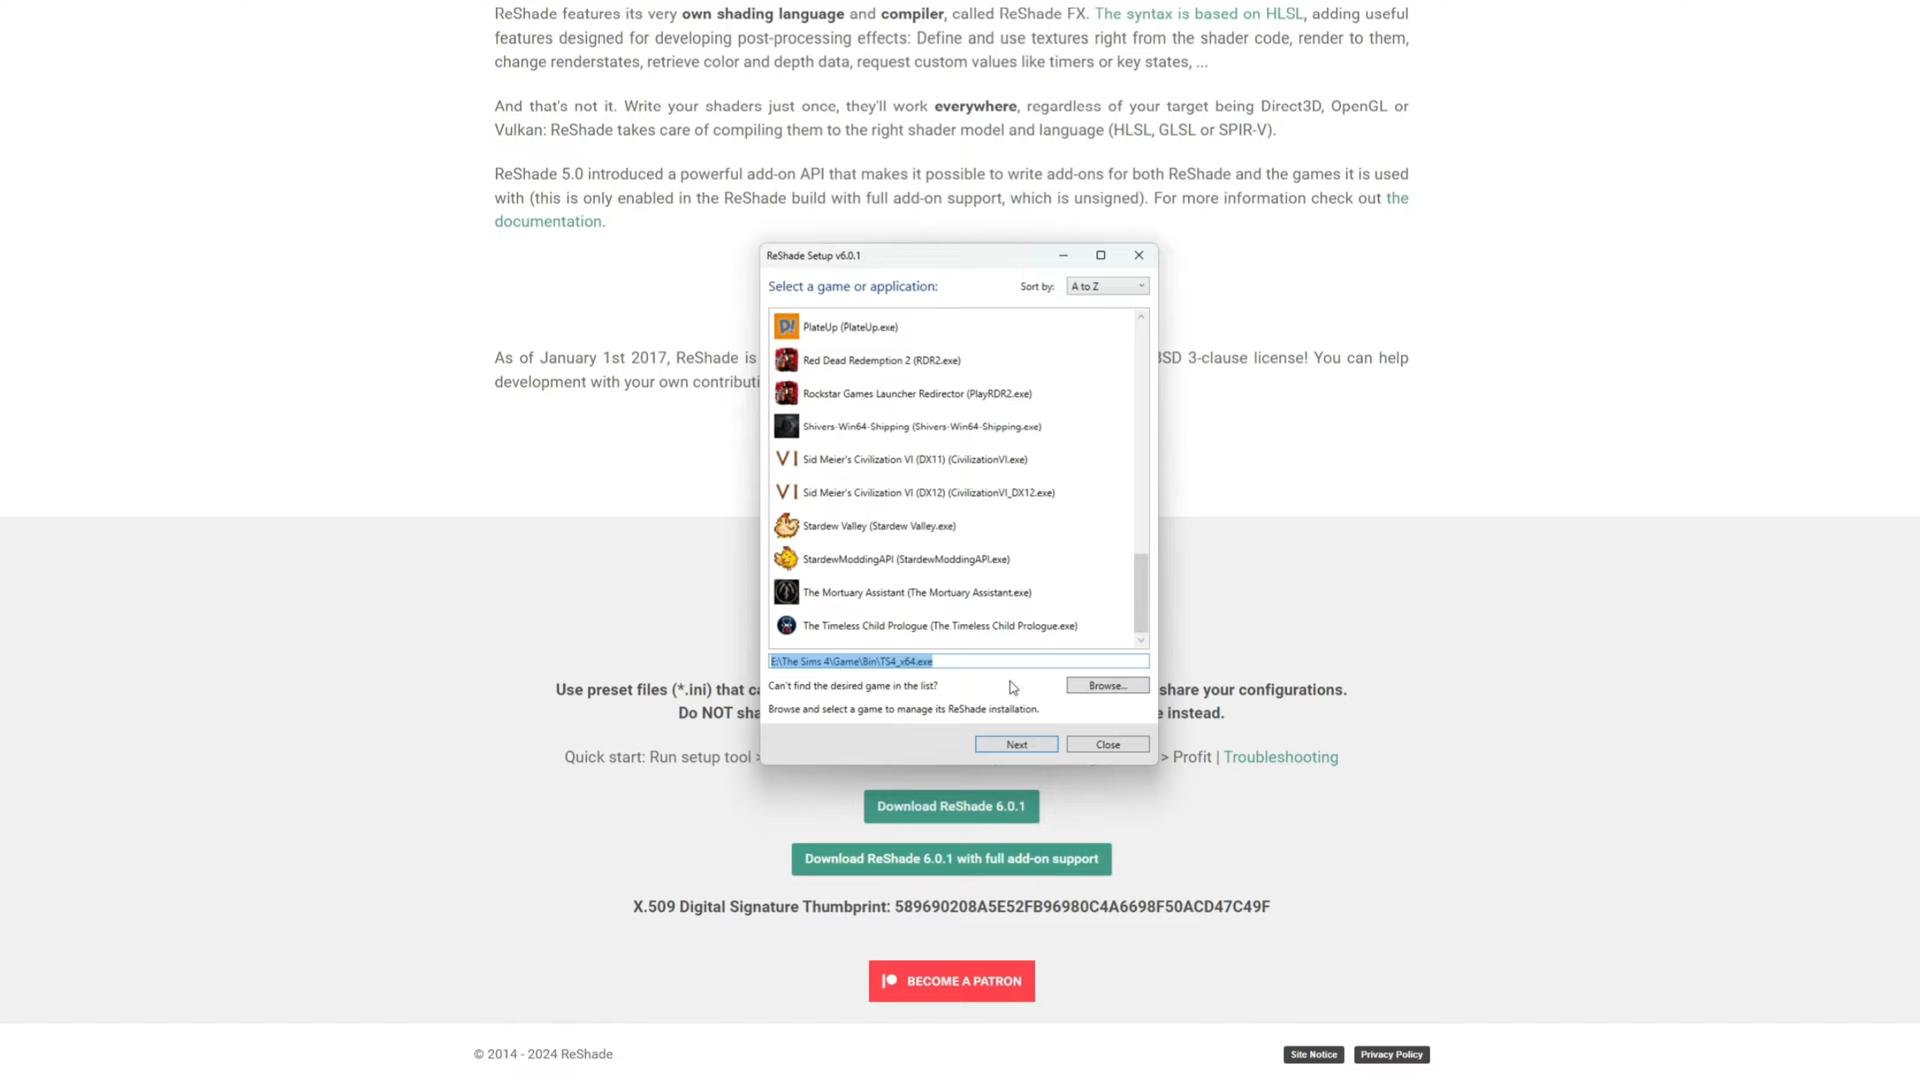 ReShade features its very own shading language and compiler, called ReShade FX. The syntax is based on HLSL, adding useful
features designed for developing post-processing effects: Define and use textures right from the shader code, render to them,
change renderstates, retrieve color and depth data, request custom values like timers or key states, ...
And that's not it. Write your shaders just once, they'll work everywhere, regardless of your target being Direct3D, OpenGL or
Vulkan: ReShade takes care of compiling them to the right shader model and language (HLSL, GLSL or SPIR-V).
ReShade 5.0 introduced a powerful add-on API that makes it possible to write add-ons for both ReShade and the games it is used
with (this is only enabled in the ReShade build with full add-on support, which is unsigned). For more information check out the
documentation.
ReShade Setup v6.0.1
Select a game or application:
Sort by:
A to Z
PlateUp (PlateUp.exe)
Red Dead Redemption 2 (RDR2.exe)
Rockstar Games Launcher Redirector (PlayRDR2.exe)
Shivers-Win64-Shipping (Shivers-Win64-Shipping.exe)
VI Sid Meier's Civilization VI (DX11) (CivilizationVI.exe)
VI Sid Meier's Civilization VI (DX12) (CivilizationVI_DX12.exe)
Stardew Valley (Stardew Valley.exe)
StardewModdingAPI (StardewModdingAPI.exe)
The Mortuary Assistant (The Mortuary Assistant.exe)
The Timeless Child Prologue (The Timeless Child Prologue.exe)
E:\The Sims 4\Game\Bin\TS4_x64.exe
Can't find the desired game in the list?
Browse...
Browse and select a game to manage its ReShade installation.
Next
Close
As of January 1st 2017, ReShade is BSD 3-clause license! You can help
development with your own contributi
Use preset files (*.ini) that ca share your configurations.
Do NOT sha e instead.
Quick start: Run setup tool > > Profit | Troubleshooting
Download ReShade 6.0.1
Download ReShade 6.0.1 with full add-on support
X.509 Digital Signature Thumbprint: 589690208A5E52FB96980C4A6698F50ACD47C49F
BECOME A PATRON
© 2014 - 2024 ReShade
Site Notice
Privacy Policy